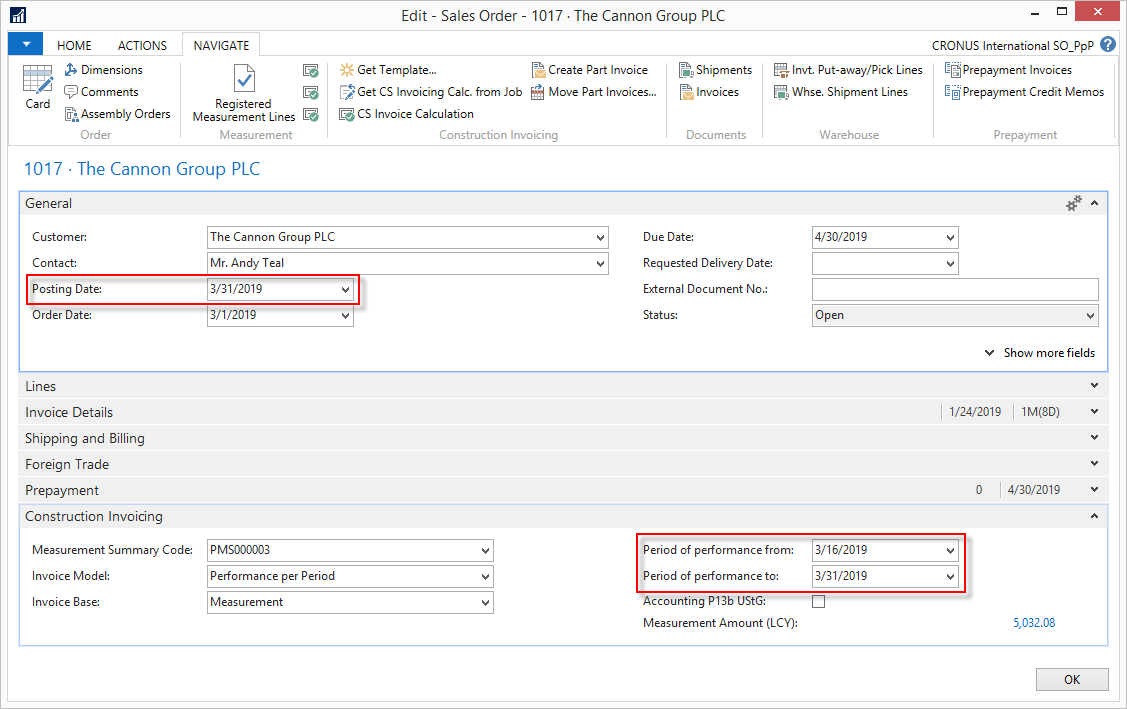 Edit - Sales Order - 1017 · The Cannon Group PLC
HOME ACTIONS NAVIGATE CRONUS International SO_PpP ?
Card
Dimensions
Comments
Assembly Orders
Order
Registered
Measurement Lines
Measurement
Get Template...
Get CS Invoicing Calc. from Job
CS Invoice Calculation
Create Part Invoice
Move Part Invoices...
Construction Invoicing
Shipments
Invoices
Documents
Invt. Put-away/Pick Lines
Whse. Shipment Lines
Warehouse
Prepayment Invoices
Prepayment Credit Memos
Prepayment
1017 · The Cannon Group PLC
General
Customer: The Cannon Group PLC
Contact: Mr. Andy Teal
Posting Date: 3/31/2019
Order Date: 3/1/2019
Due Date: 4/30/2019
Requested Delivery Date:
External Document No.:
Status: Open
Show more fields
Lines
Invoice Details 1/24/2019 1M(8D)
Shipping and Billing
Foreign Trade
Prepayment 0 4/30/2019
Construction Invoicing
Measurement Summary Code: PMS000003
Invoice Model: Performance per Period
Invoice Base: Measurement
Period of performance from: 3/16/2019
Period of performance to: 3/31/2019
Accounting P13b UStG:
Measurement Amount (LCY): 5,032.08
OK